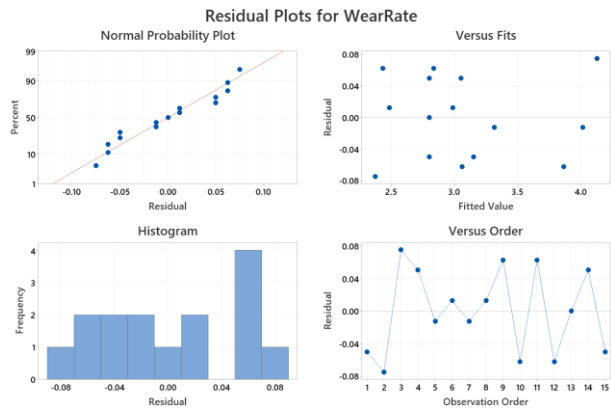 Residual Plots for WearRate
Normal Probability Plot
99
90
50
10
1
Percent
-0.10 -0.05 0.00 0.05 0.10
Residual
Versus Fits
0.08
0.04
0.00
-0.04
-0.08
Residual
2.5 3.0 3.5 4.0
Fitted Value
Histogram
4
3
2
1
0
Frequency
-0.08 -0.04 0.00 0.04 0.08
Residual
Versus Order
0.08
0.04
0.00
-0.04
-0.08
Residual
1 2 3 4 5 6 7 8 9 10 11 12 13 14 15
Observation Order